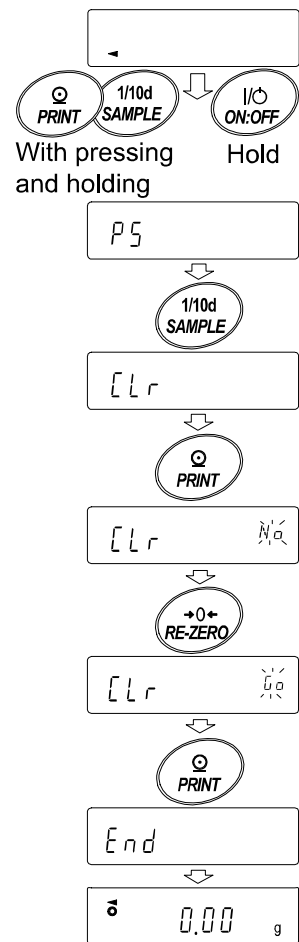 PRINT
1/10d
SAMPLE
I/
ON:OFF
With pressing
and holding
Hold
PS
1/10d
SAMPLE
CLr
PRINT
CLr No
→0←
RE-ZERO
CLr Go
PRINT
End
0.00 g